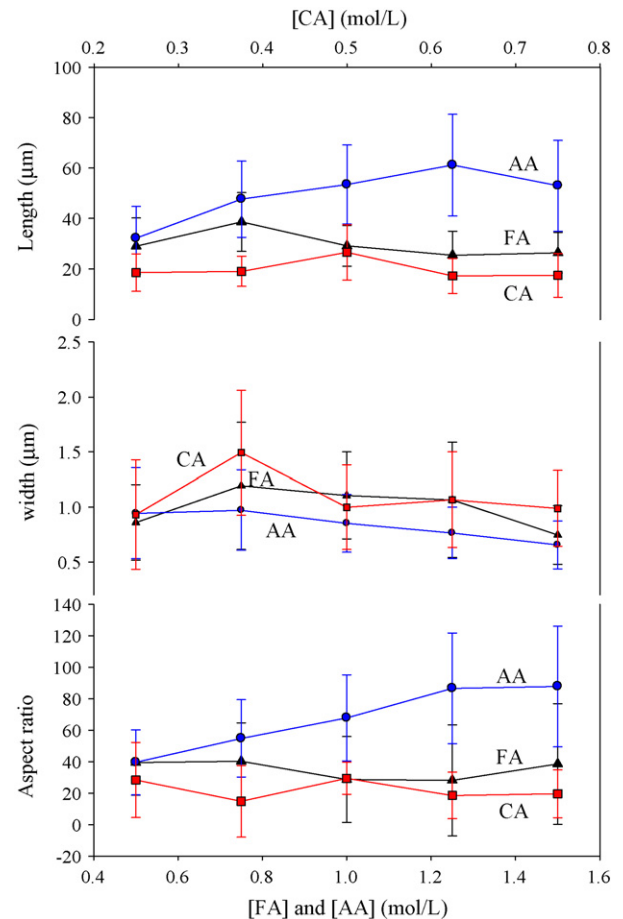 [CA] (mol/L)
0.2 0.3 0.4 0.5 0.6 0.7 0.8
100
80
60
40
20
0
Length (µm)
AA
FA
CA
2.5
2.0
1.5
1.0
0.5
width (µm)
CA
FA
AA
140
120
100
80
60
40
20
0
-20
Aspect ratio
AA
FA
CA
0.4 0.6 0.8 1.0 1.2 1.4 1.6
[FA] and [AA] (mol/L)